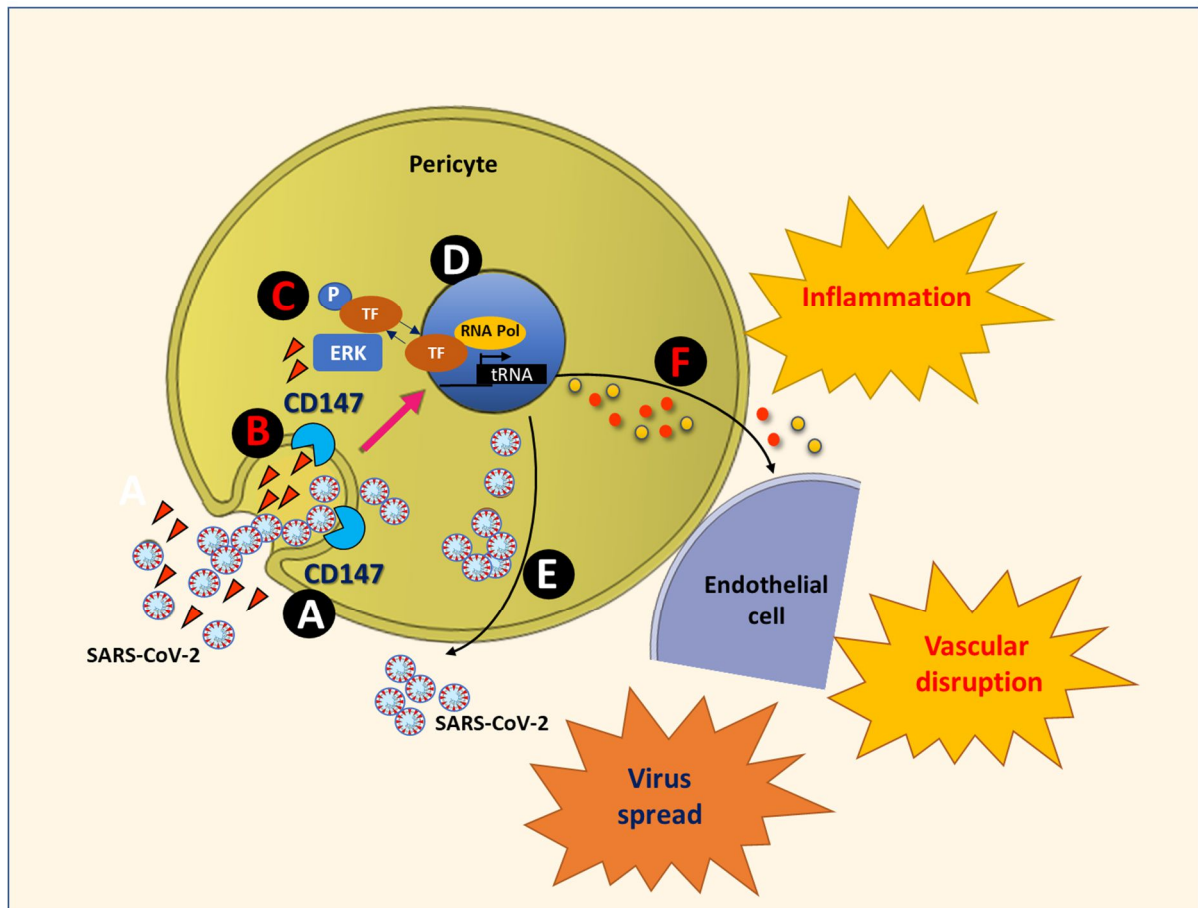 Pericyte
D
C
P
TF
RNA Pol
ERK
TF
tRNA
Inflammation
F
CD147
B
A
CD147
A
E
SARS-CoV-2
Endothelial
cell
Vascular
disruption
SARS-CoV-2
Virus
spread